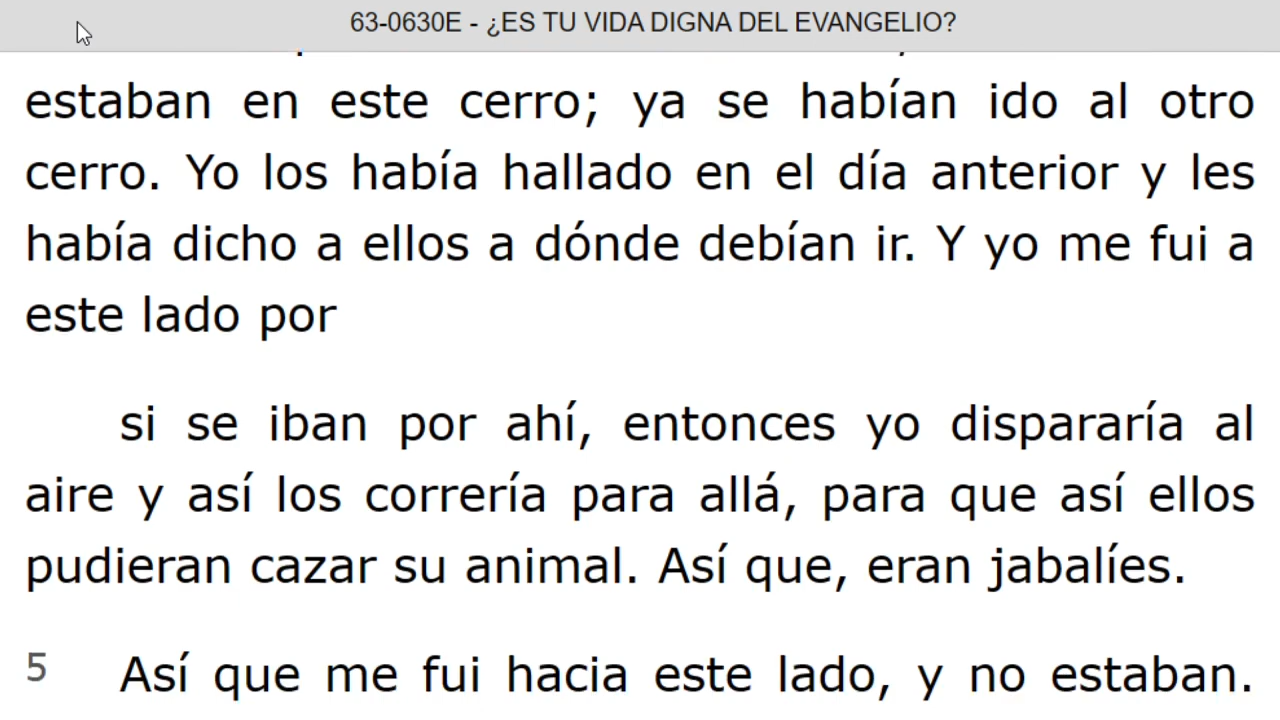 63-0630E - ¿ES TU VIDA DIGNA DEL EVANGELIO?
estaban en este cerro; ya se habían ido al otro
cerro. Yo los había hallado en el día anterior y les
había dicho a ellos a dónde debían ir. Y yo me fui a
este lado por
si se iban por ahí, entonces yo dispararía al
aire y así los correría para allá, para que así ellos
pudieran cazar su animal. Así que, eran jabalíes.
5 Así que me fui hacia este lado, y no estaban.